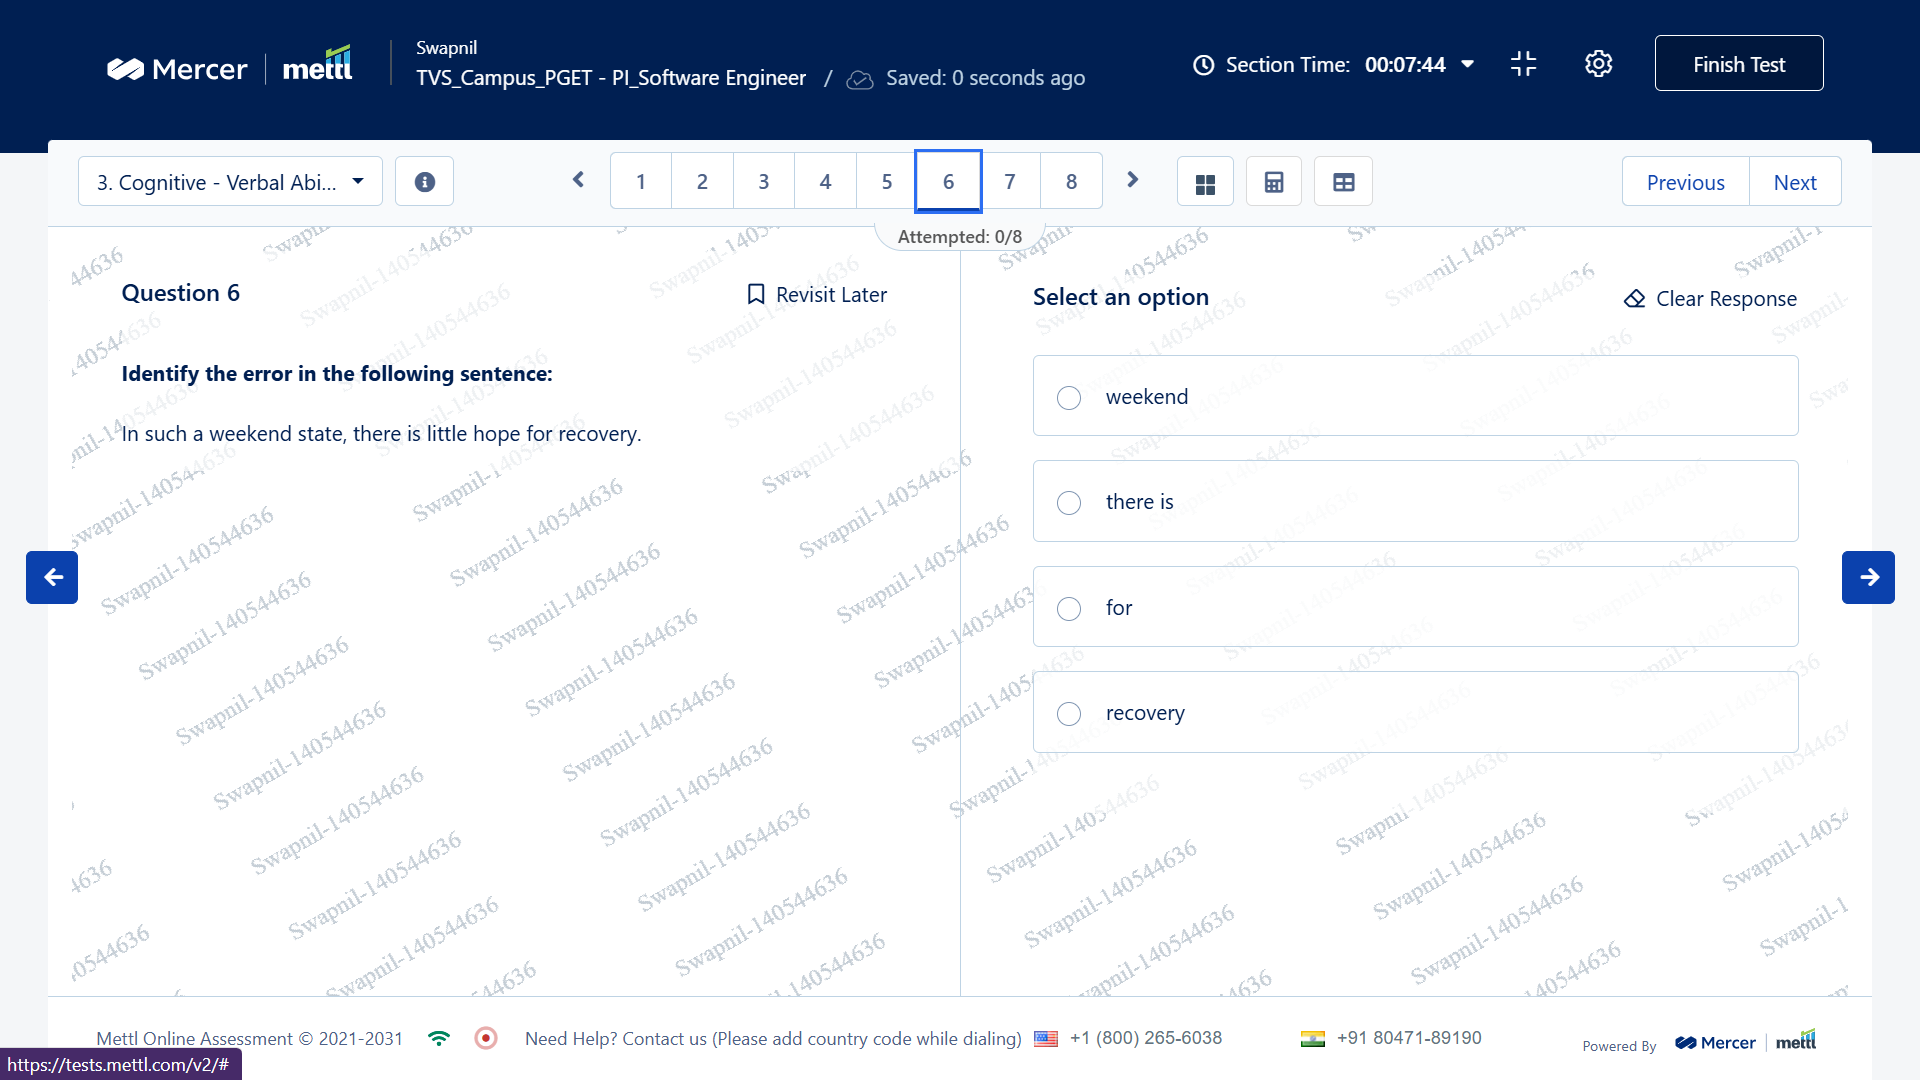 Mercer mettl
Swapnil
TVS_Campus_PGET - PI_Software Engineer / Saved: 0 seconds ago
Section Time: 00:07:44
Finish Test
3. Cognitive - Verbal Abi...
1 2 3 4 5 6 7 8
Previous Next
Attempted: 0/8
Question 6
Revisit Later
Identify the error in the following sentence:
In such a weekend state, there is little hope for recovery.
Select an option
Clear Response
weekend
there is
for
recovery
Swapnil-140544636
Mettl Online Assessment © 2021-2031
Need Help? Contact us (Please add country code while dialing) +1 (800) 265-6038 +91 80471-89190
Powered By Mercer mettl
https://tests.mettl.com/v2/#